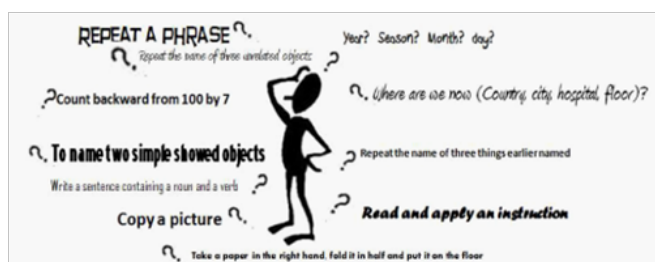 REPEAT A PHRASE ?
Year? Season? Month? day?
? Repeat the name of three unrelated objects ?
? Count backward from 100 by 7
? Where are we now (Country, city, hospital, floor)?
? To name two simple showed objects
? Repeat the name of three things earlier named
Write a sentence containing a noun and a verb ?
Copy a picture ?
? Read and apply an instruction
? Take a paper in the right hand, fold it in half and put it on the floor